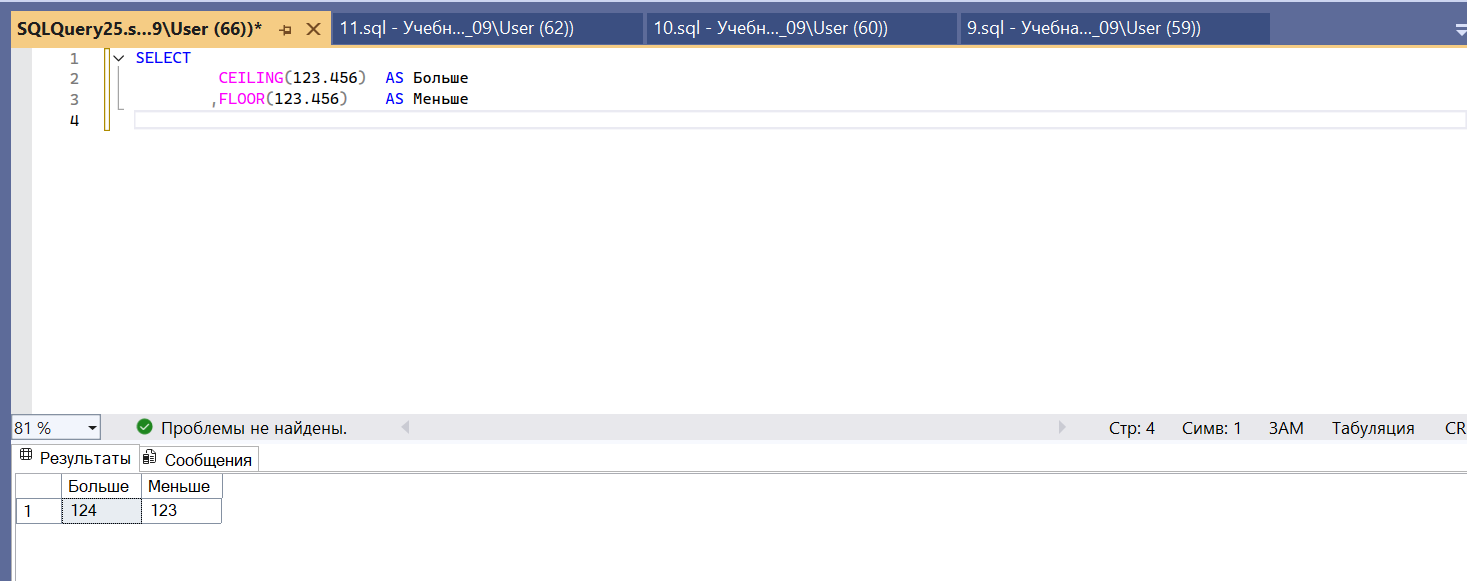 SQLQuery25.s...9\User (66))* 11.sql - Учебн..._09\User (62)) 10.sql - Учебн..._09\User (60)) 9.sql - Учебна..._09\User (59))
1 SELECT
2 CEILING(123.456) AS Больше
3 ,FLOOR(123.456) AS Меньше
4
81 % Проблемы не найдены. Стр: 4 Симв: 1 ЗАМ Табуляция CR
Результаты Сообщения
Больше Меньше
1 124 123